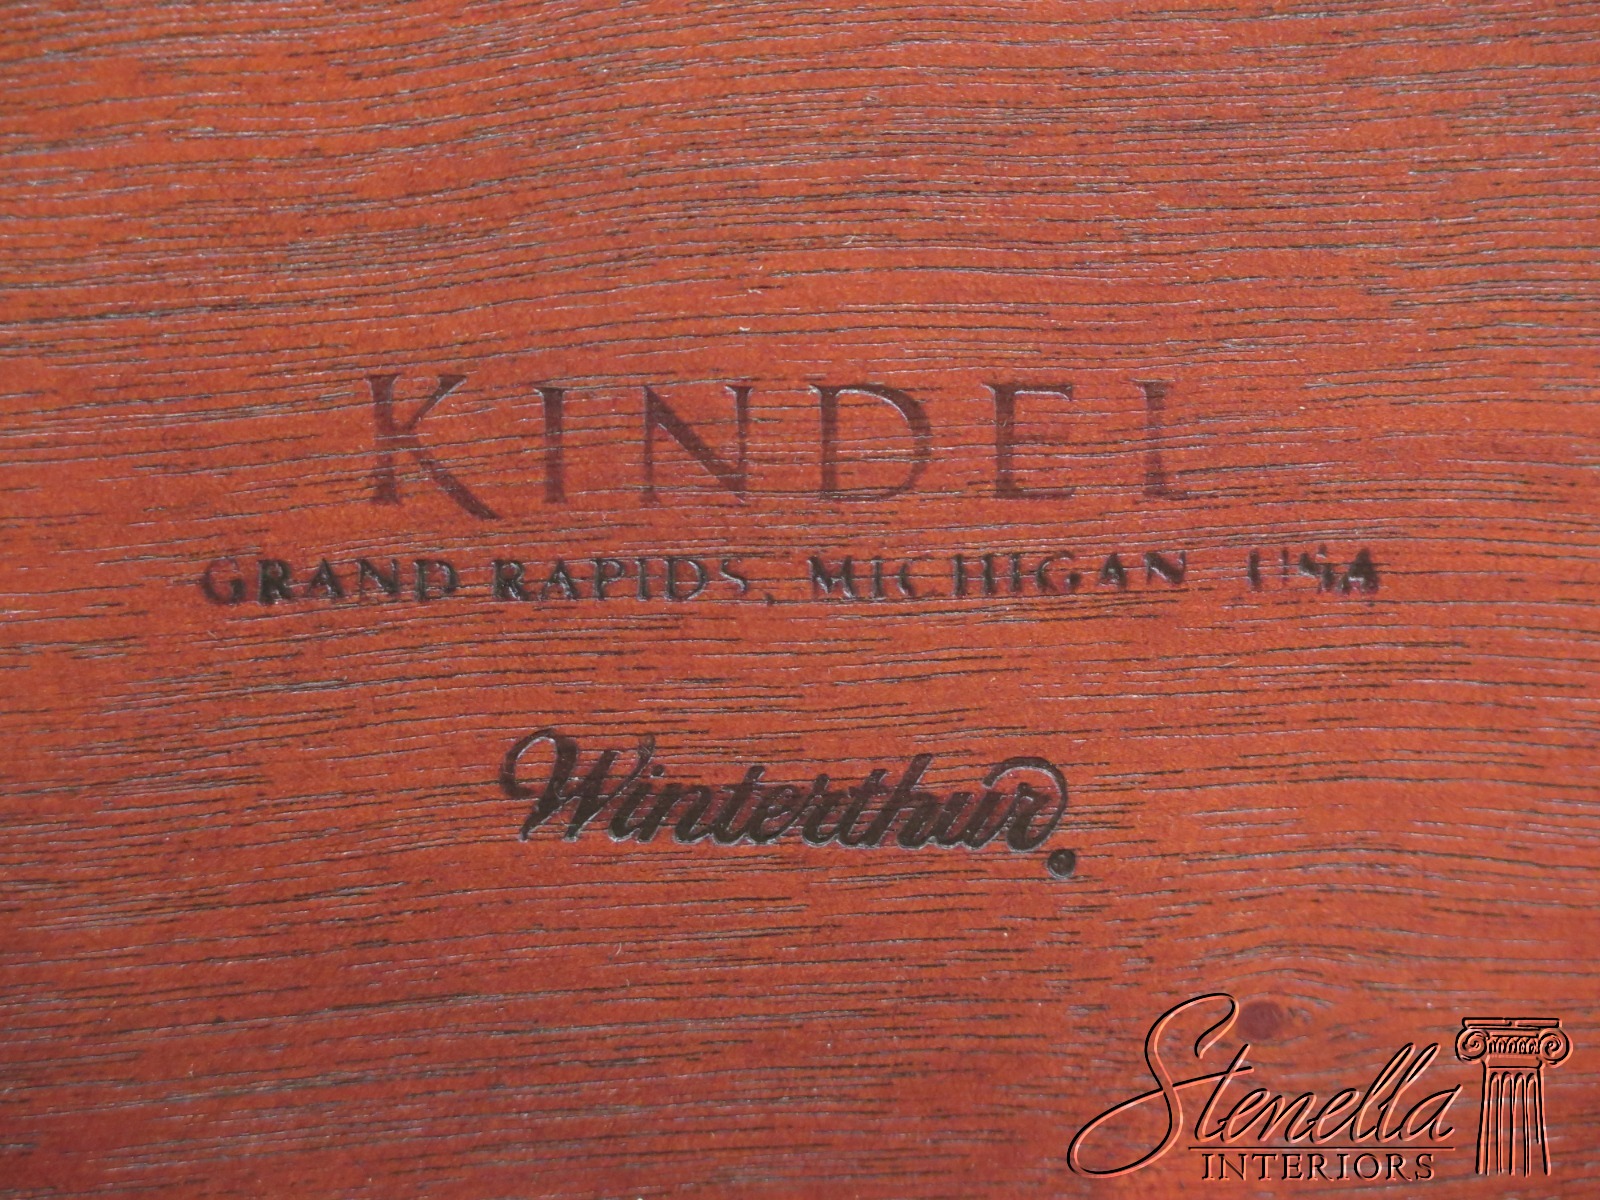 KINDEL
GRAND RAPIDS, MICHIGAN USA
Winterthur.
Stenella
INTERIORS